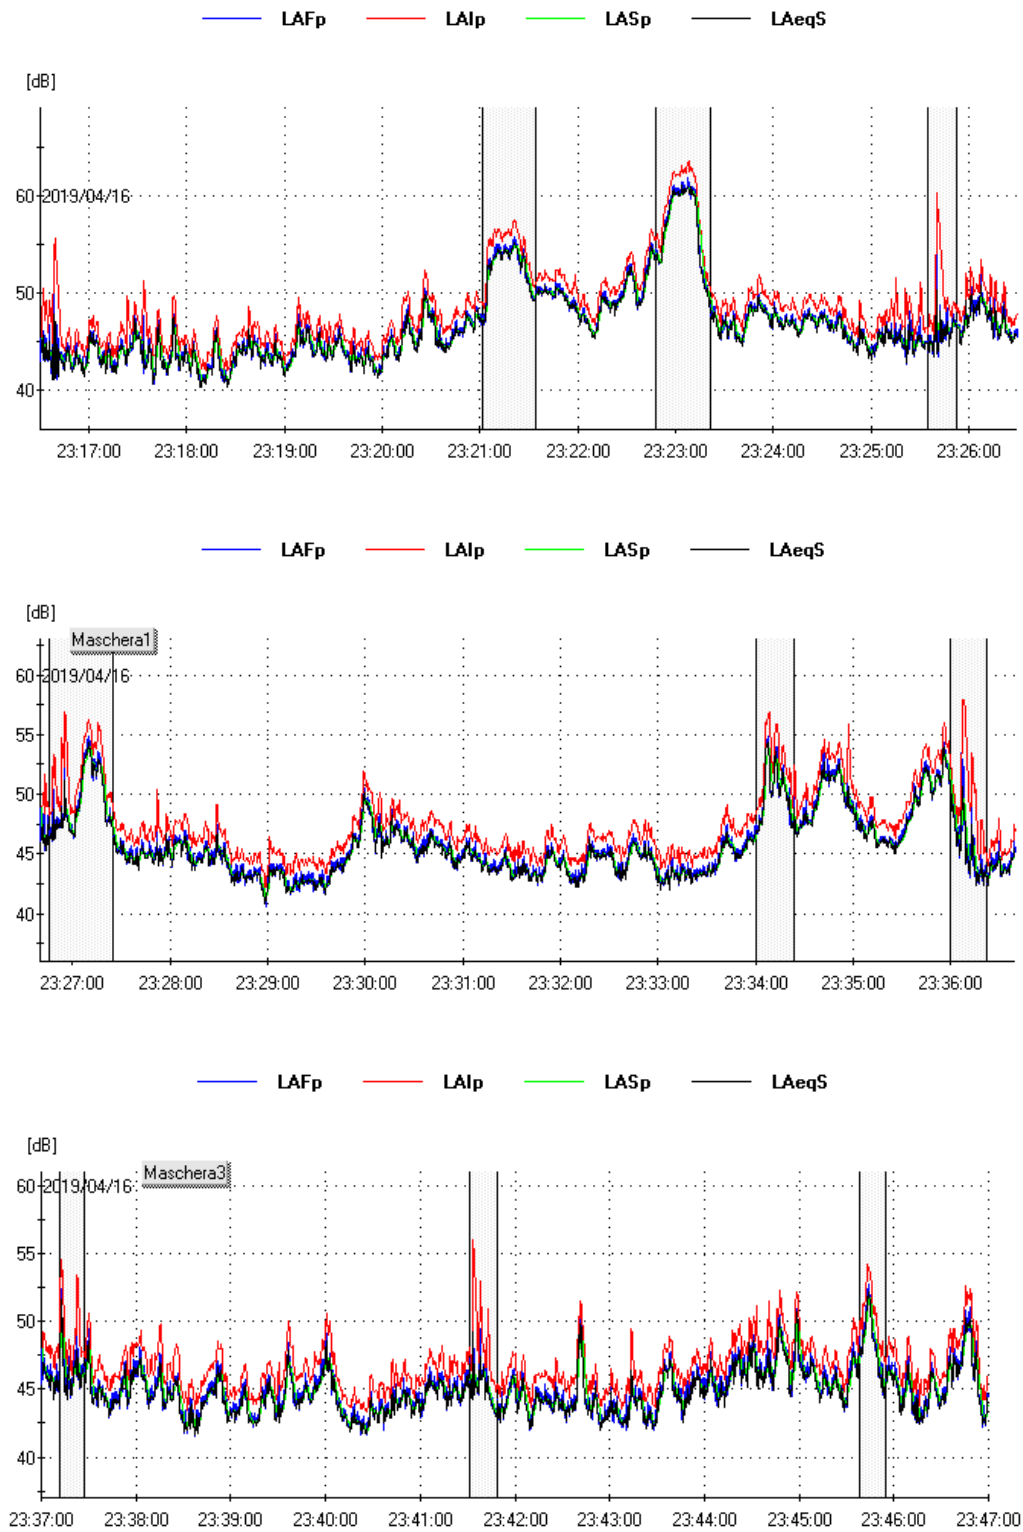 LAFp LAIp LASp LAeqS
[dB]
60 2019/04/16
50
40
23:17:00 23:18:00 23:19:00 23:20:00 23:21:00 23:22:00 23:23:00 23:24:00 23:25:00 23:26:00
LAFp LAIp LASp LAeqS
[dB]
Maschera1
60 2019/04/16
55
50
45
40
23:27:00 23:28:00 23:29:00 23:30:00 23:31:00 23:32:00 23:33:00 23:34:00 23:35:00 23:36:00
LAFp LAIp LASp LAeqS
[dB]
Maschera3
60 2019/04/16
55
50
45
40
23:37:00 23:38:00 23:39:00 23:40:00 23:41:00 23:42:00 23:43:00 23:44:00 23:45:00 23:46:00 23:47:00